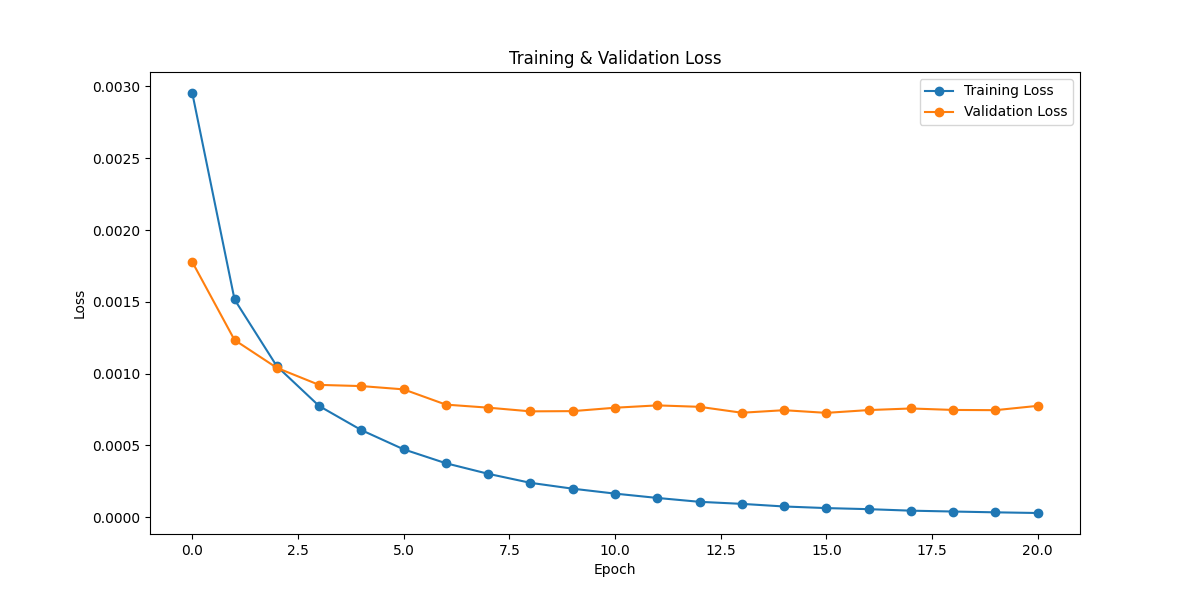 Training & Validation Loss
Training Loss
Validation Loss
0.0030
0.0025
0.0020
0.0015
0.0010
0.0005
0.0000
Loss
0.0 2.5 5.0 7.5 10.0 12.5 15.0 17.5 20.0
Epoch